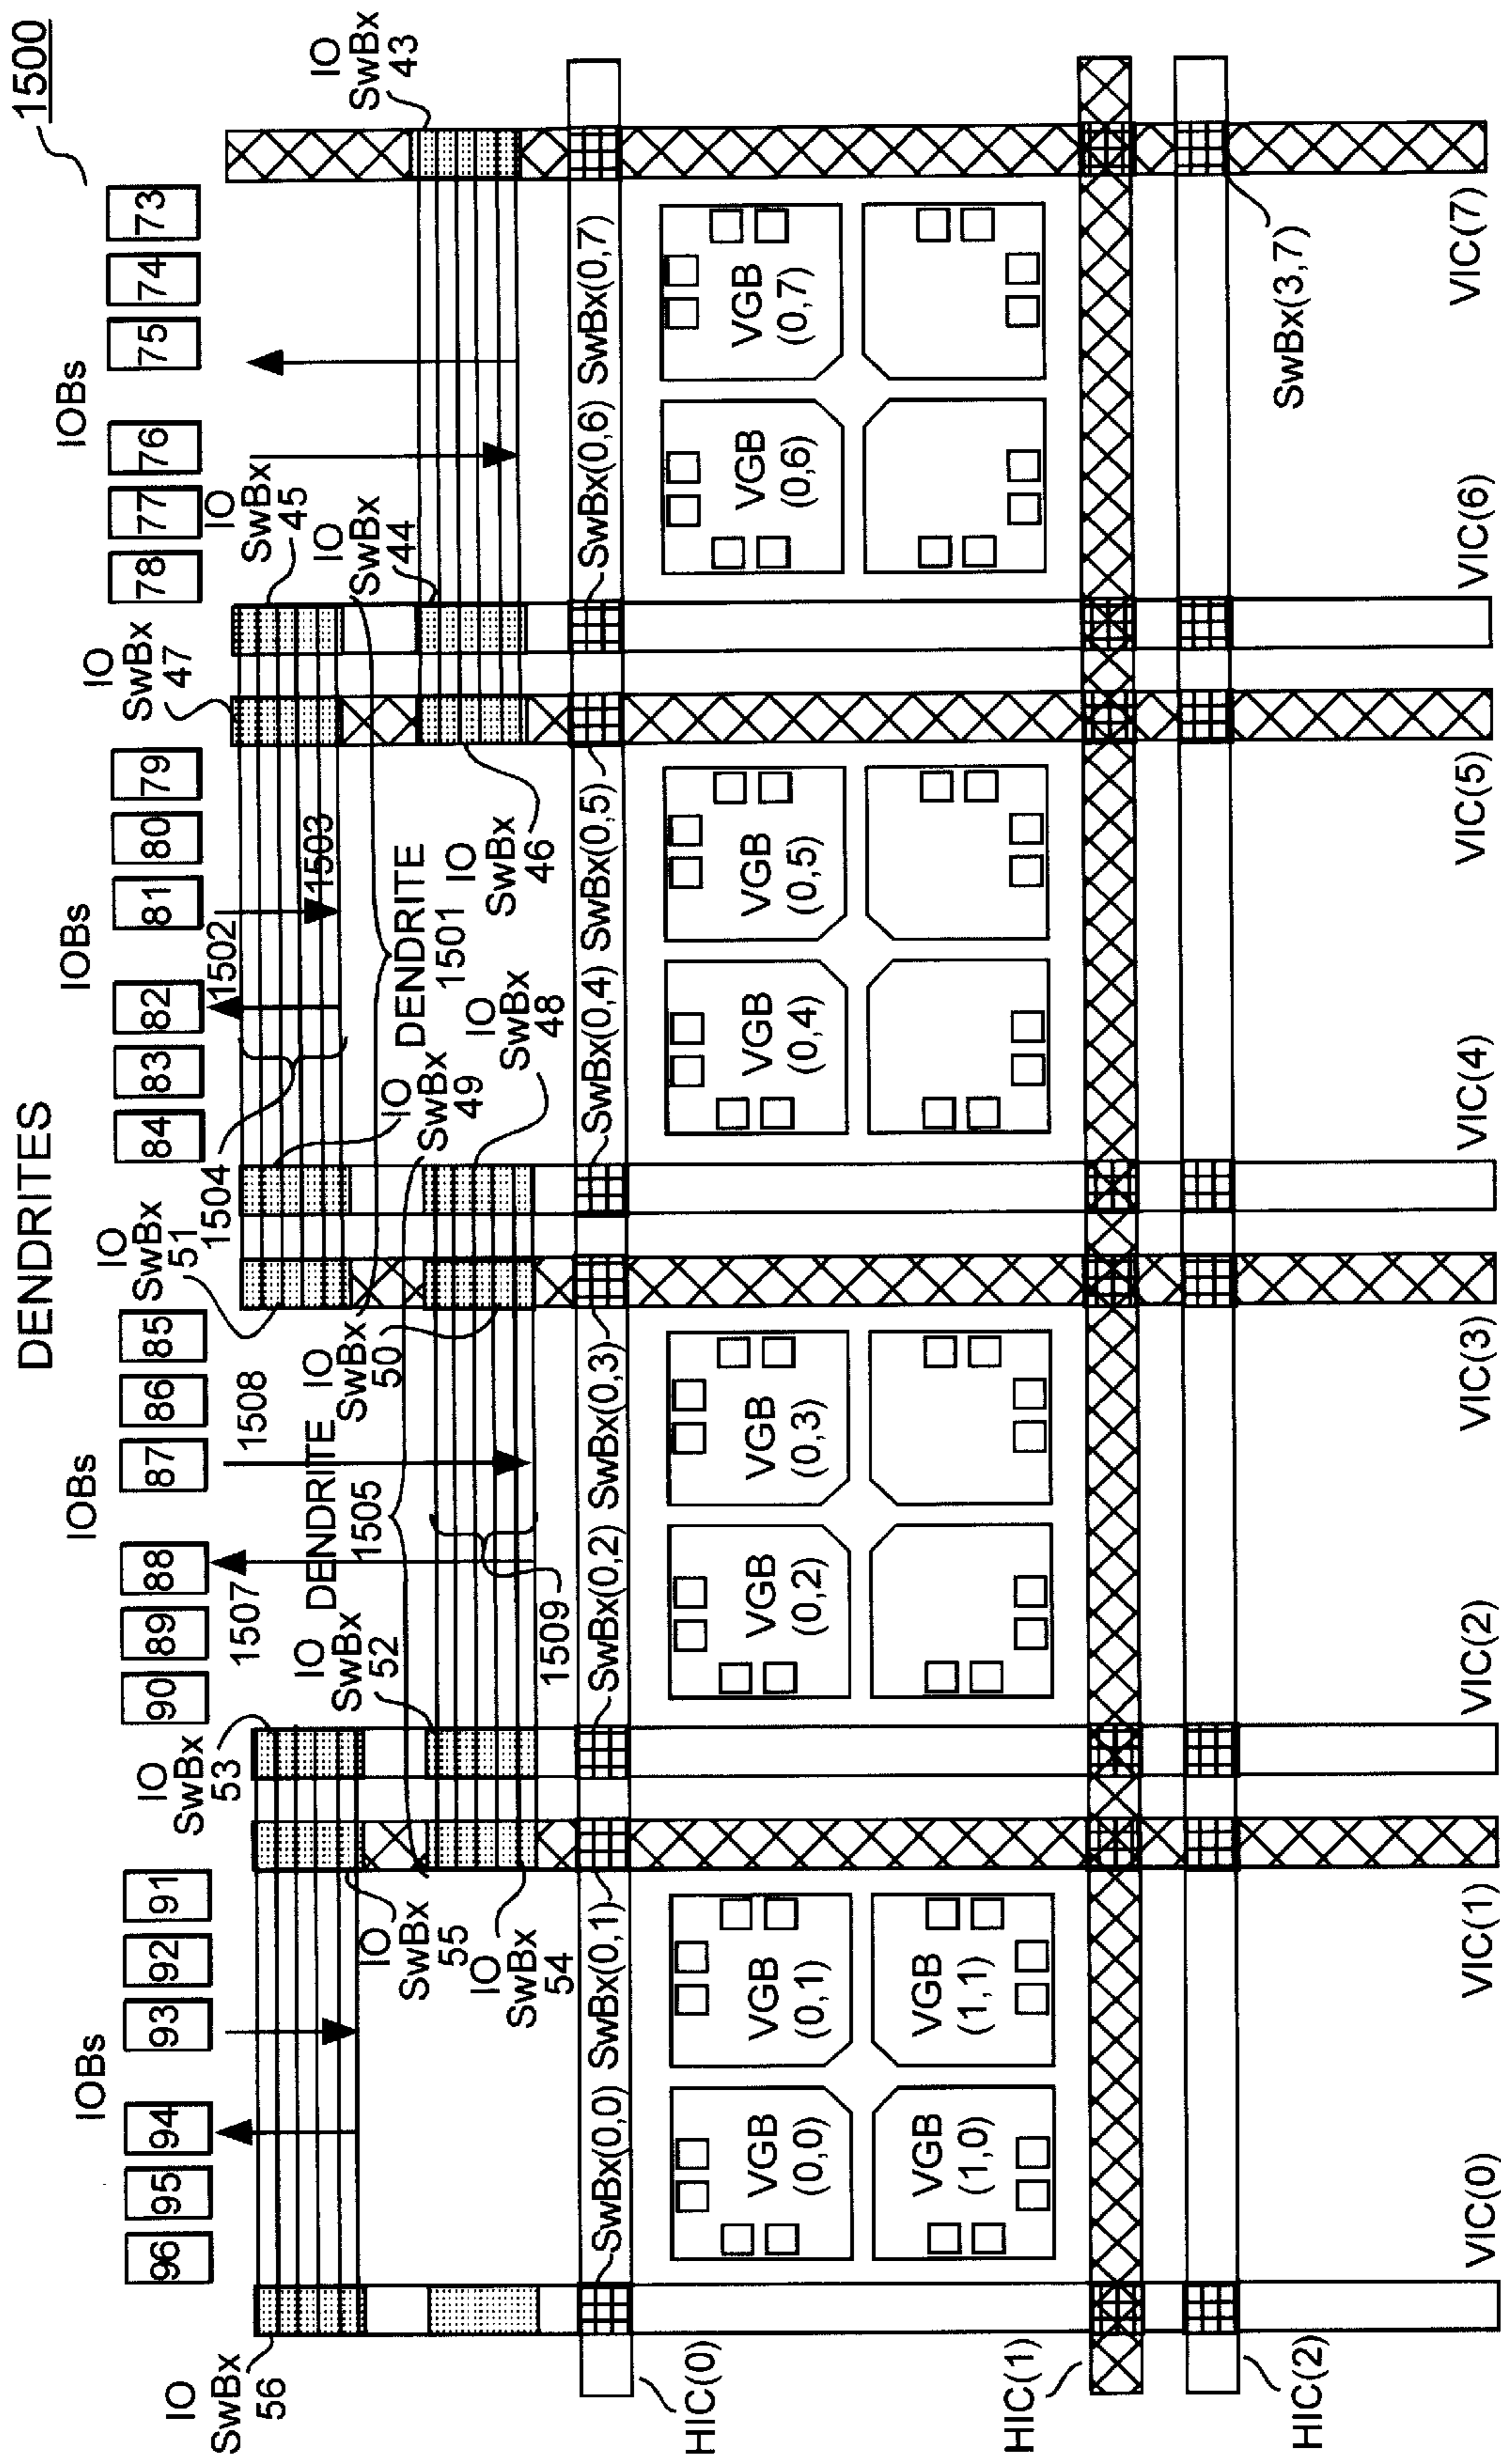 DENDRITES
1500
IOBs
IOBs
IOBs
IOBs
96
95
94
93
92
91
90
89
88
87
86
85
84
83
82
81
80
79
78
77
76
75
74
73
IO
SwBx
56
IO
SwBx
53
IO
SwBx
51
IO
SwBx
47
IO
SwBx
45
IO
SwBx
43
1507
1508
1504
1502
1503
IO
SwBx
52
DENDRITE
1505
IO
SwBx
50
IO
SwBx
49
DENDRITE
1501
IO
SwBx
44
IO
SwBx
55
IO
SwBx
54
1509
IO
SwBx
48
IO
SwBx
46
SwBx(0,0)
SwBx(0,1)
SwBx(0,2)
SwBx(0,3)
SwBx(0,4)
SwBx(0,5)
SwBx(0,6)
SwBx(0,7)
HIC(0)
VGB
(0,0)
VGB
(0,1)
VGB
(0,2)
VGB
(0,3)
VGB
(0,4)
VGB
(0,5)
VGB
(0,6)
VGB
(0,7)
VGB
(1,0)
VGB
(1,1)
HIC(1)
HIC(2)
SwBx(3,7)
VIC(0)
VIC(1)
VIC(2)
VIC(3)
VIC(4)
VIC(5)
VIC(6)
VIC(7)